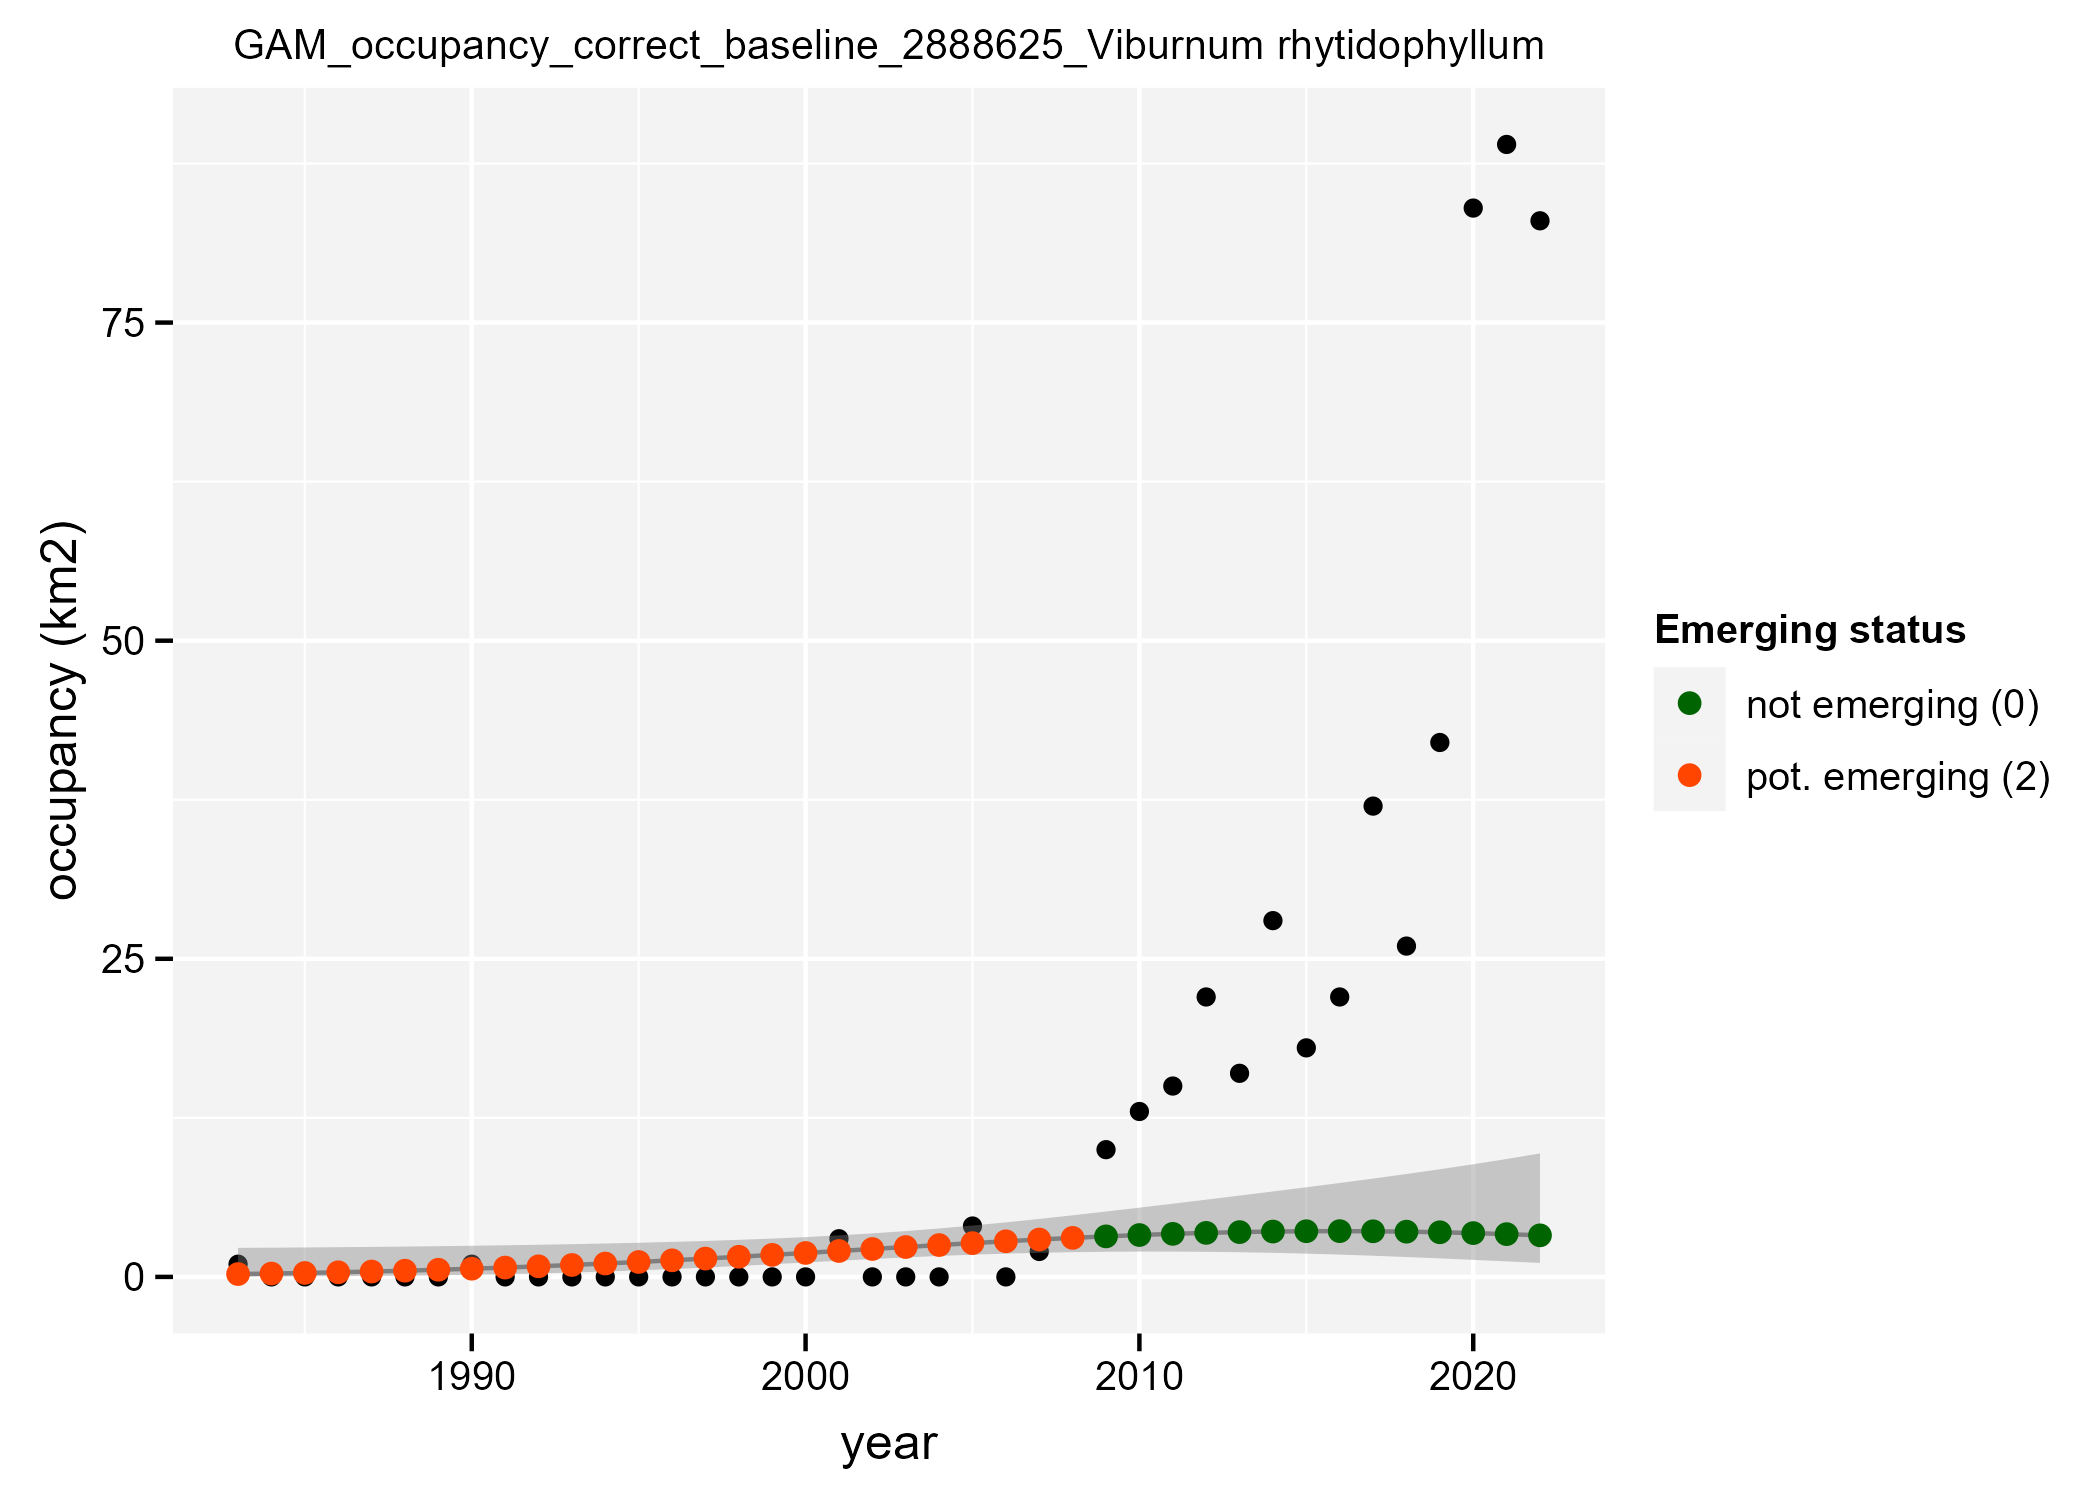 GAM_occupancy_correct_baseline_2888625_Viburnum rhytidophyllum
occupancy (km2)
75
50
25
0
1990 2000 2010 2020
year
Emerging status
not emerging (0)
pot. emerging (2)